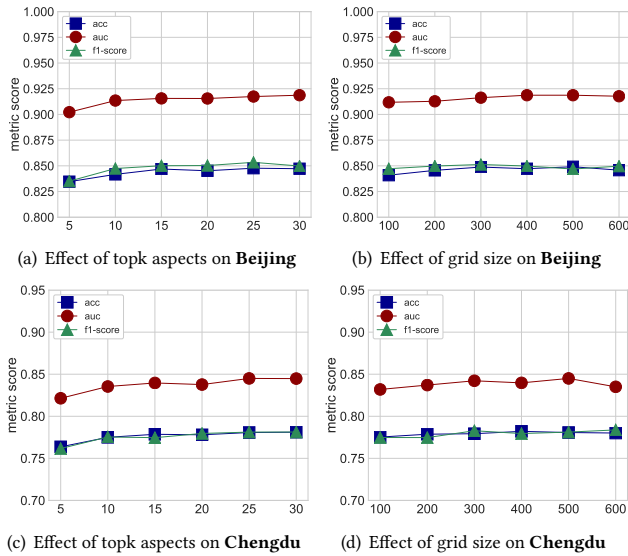 1.000
0.975
0.950
0.925
0.900
0.875
0.850
0.825
0.800
metric score
acc
auc
f1-score
5 10 15 20 25 30
(a) Effect of topk aspects on Beijing
1.000
0.975
0.950
0.925
0.900
0.875
0.850
0.825
0.800
metric score
acc
auc
f1-score
100 200 300 400 500 600
(b) Effect of grid size on Beijing
0.95
0.90
0.85
0.80
0.75
0.70
metric score
acc
auc
f1-score
5 10 15 20 25 30
(c) Effect of topk aspects on Chengdu
0.95
0.90
0.85
0.80
0.75
0.70
metric score
acc
auc
f1-score
100 200 300 400 500 600
(d) Effect of grid size on Chengdu